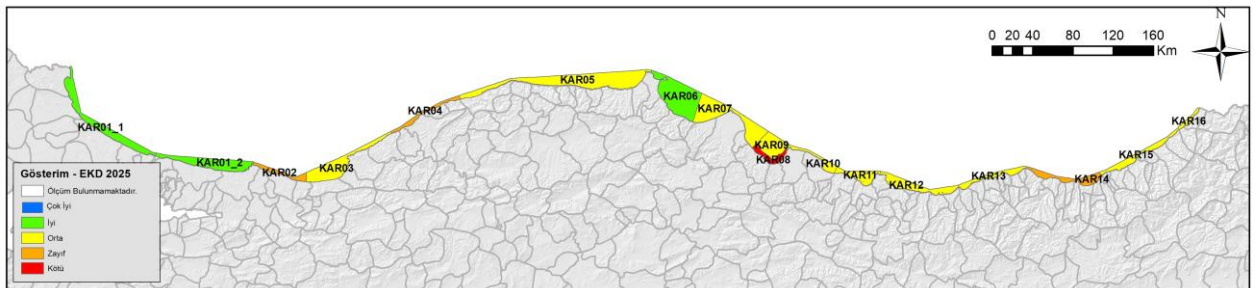 N
0 20 40 80 120 160
Km
KAR05
KAR06
KAR07
KAR04
KAR01_1
KAR16
KAR09
KAR08
KAR15
KAR01_2
KAR02
KAR03
KAR10
KAR11
KAR12
KAR13
KAR14
Gösterim - EKD 2025
Ölçüm Bulunmamaktadır.
Çok İyi
İyi
Orta
Zayıf
Kötü